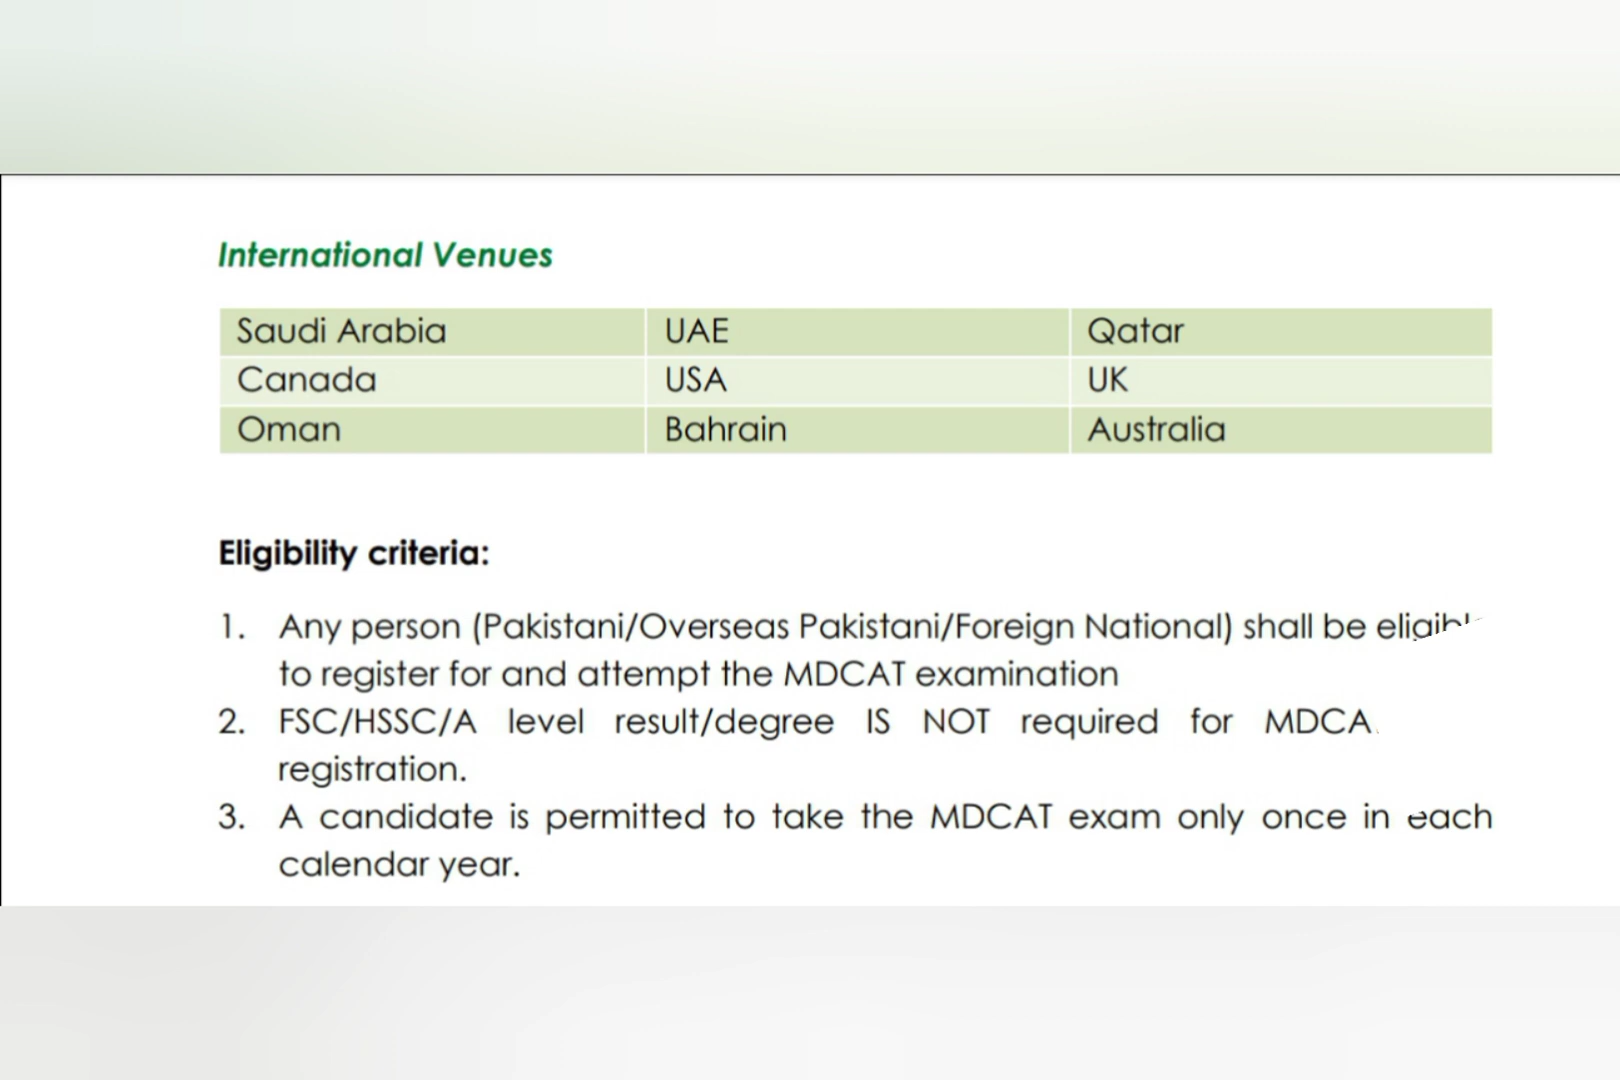 International Venues
Saudi Arabia UAE Qatar
Canada USA UK
Oman Bahrain Australia
Eligibility criteria:
1. Any person (Pakistani/Overseas Pakistani/Foreign National) shall be
to register for and attempt the MDCAT examination
2. FSC/HSSC/A level result/degree IS NOT required for
registration.
3. A candidate is permitted to take the MDCAT exam only once in each
calendar year.